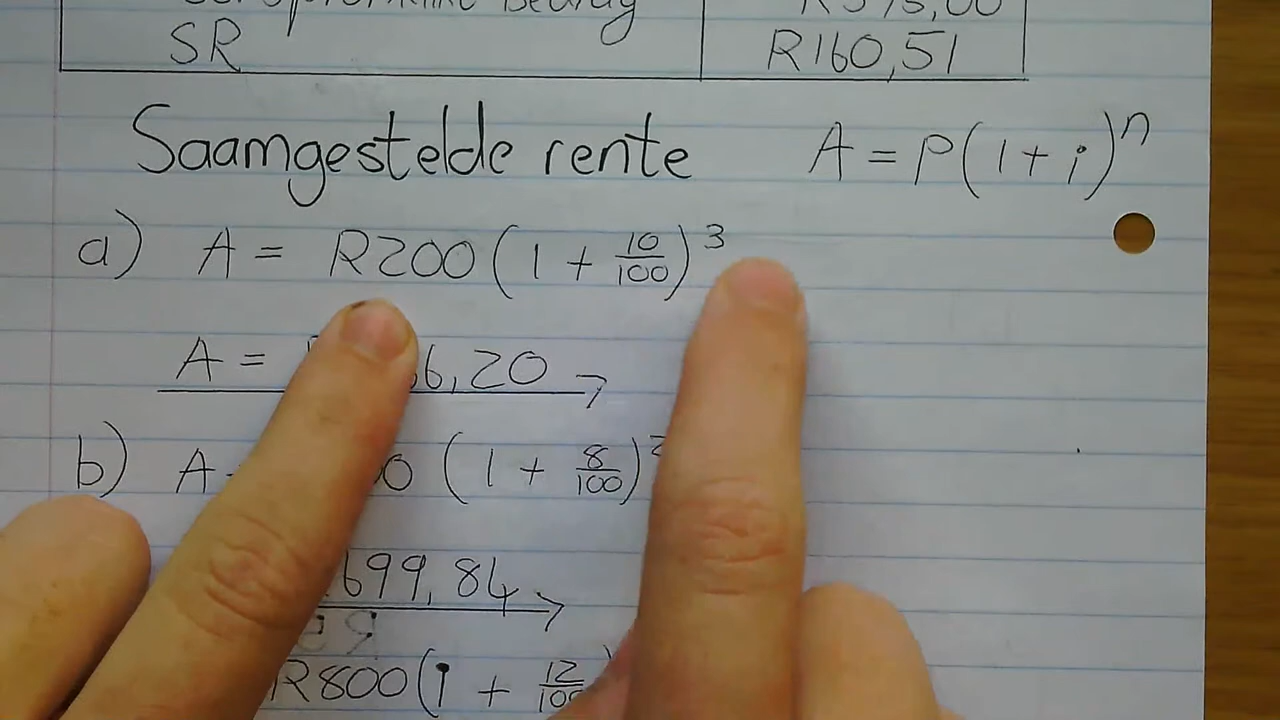 SR R160,51
Saamgestelde rente A = P(1 + i)^n
a) A = R200(1 + 10/100)^3
A = 6,20
b) A 0 (1 + 8/100)
699,84
R800(1 + 12/100